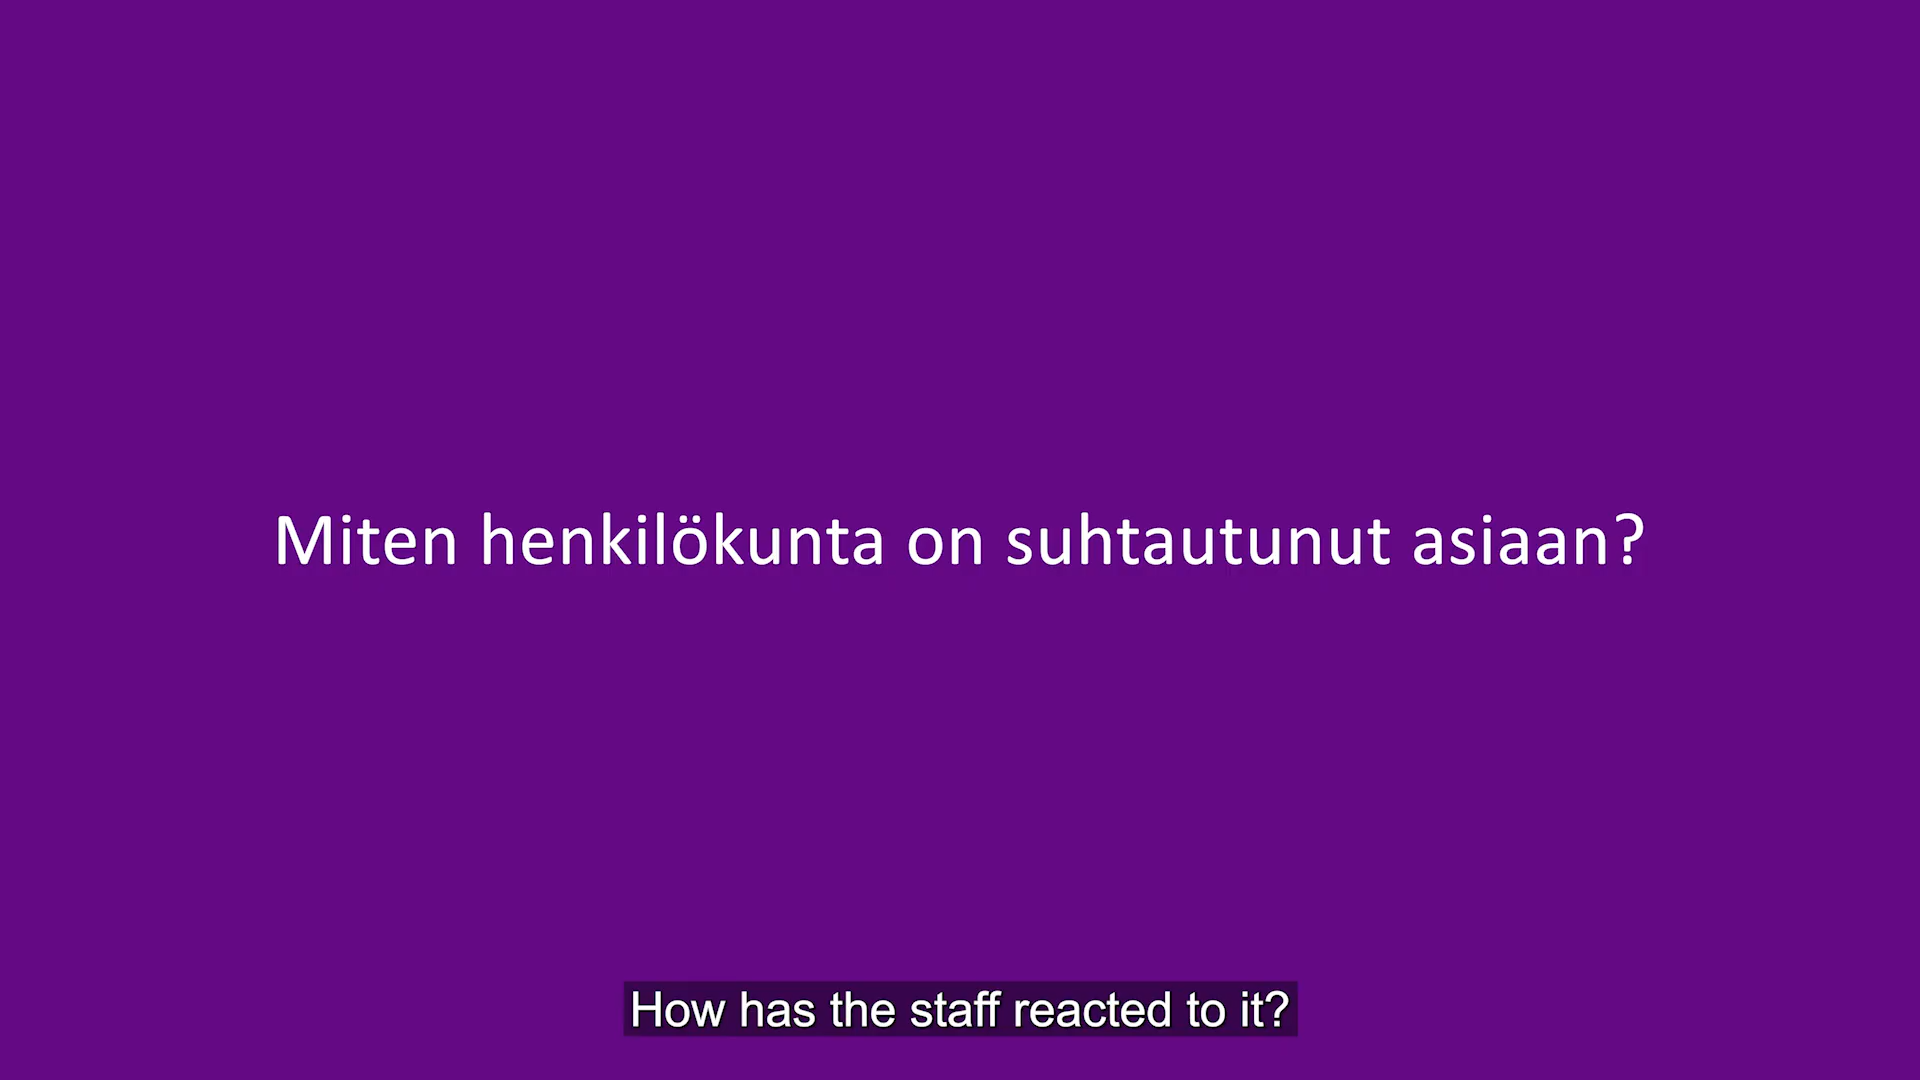 Miten henkilökunta on suhtautunut asiaan?
How has the staff reacted to it?